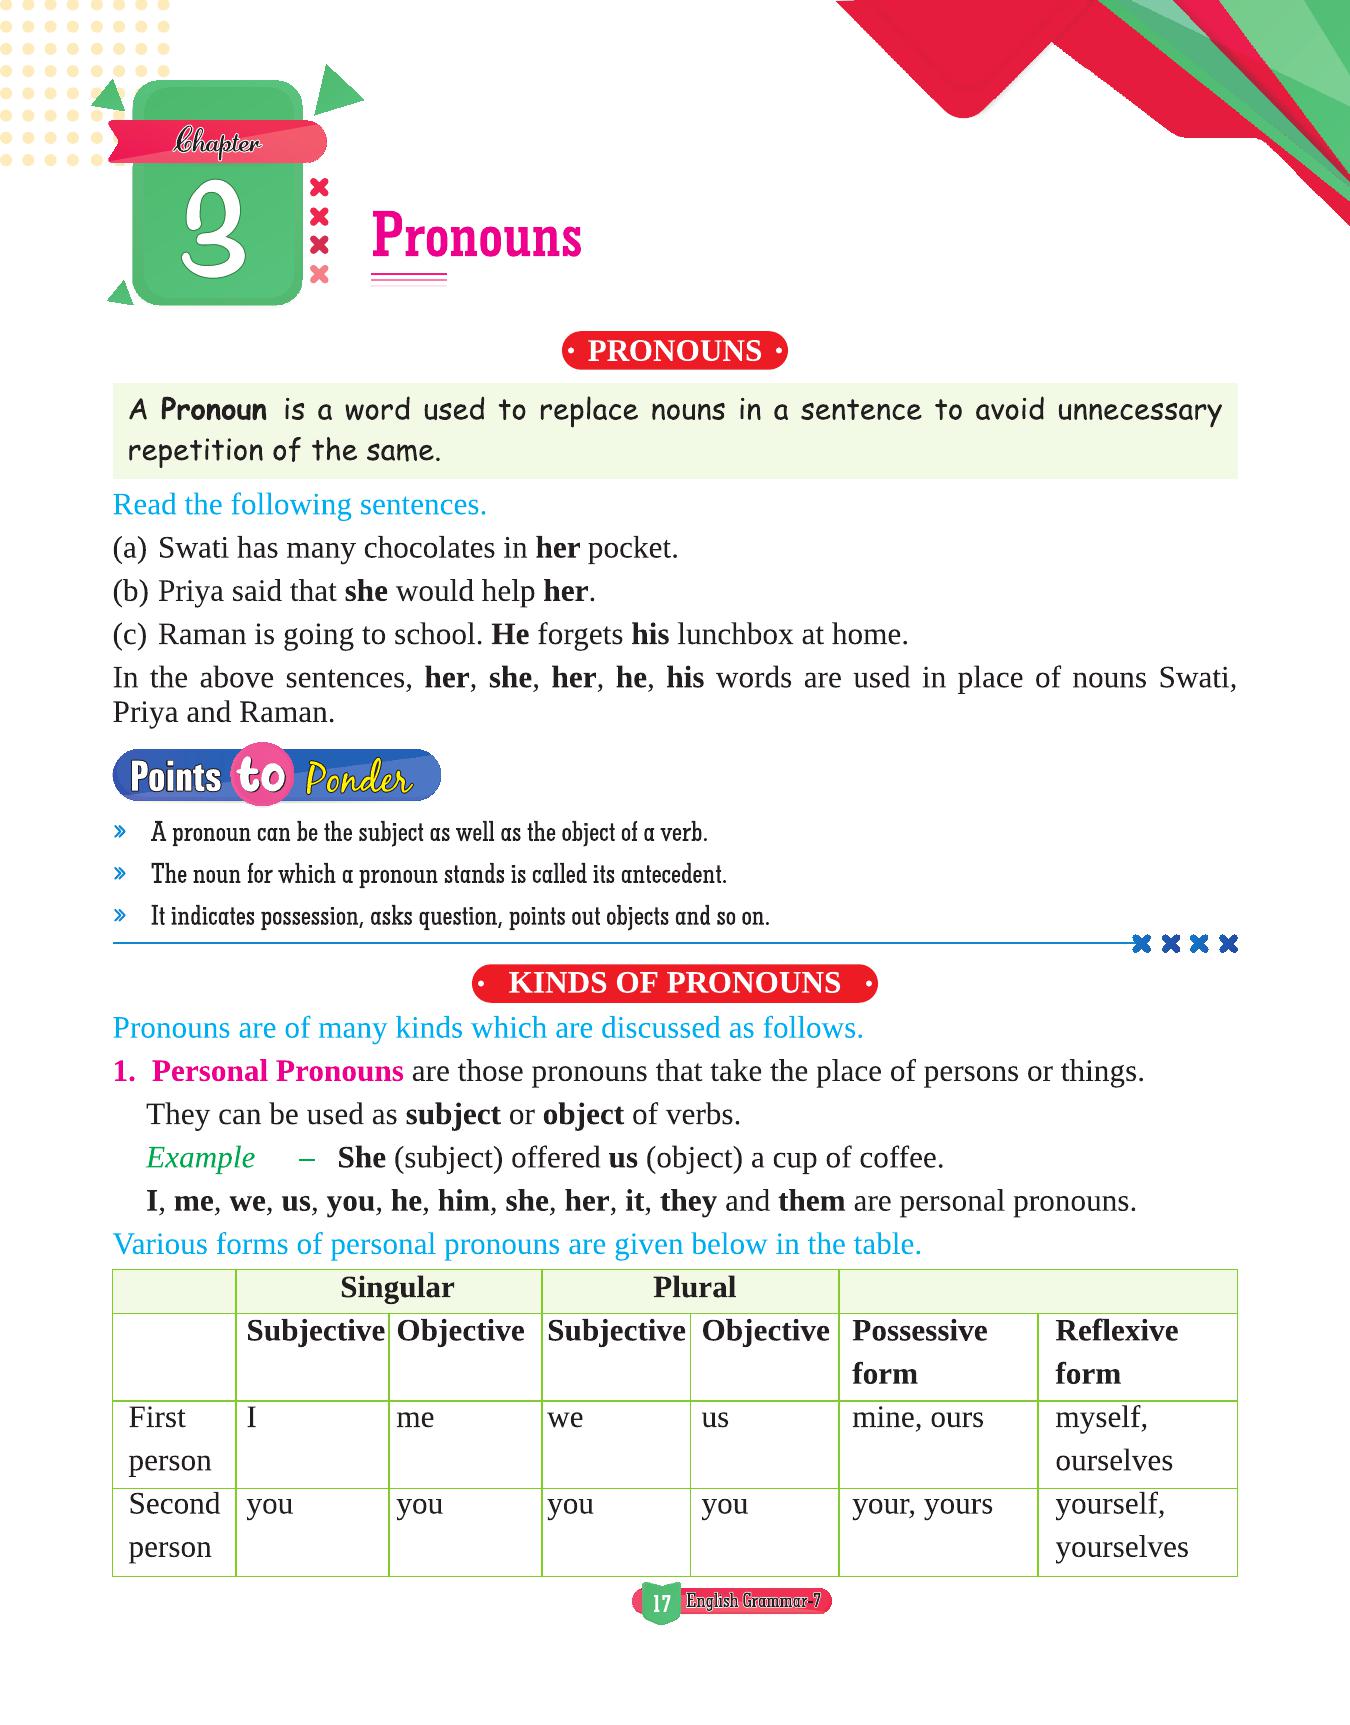 Chapter
3
Pronouns
• PRONOUNS •
A Pronoun is a word used to replace nouns in a sentence to avoid unnecessary
repetition of the same.
Read the following sentences.
(a) Swati has many chocolates in her pocket.
(b) Priya said that she would help her.
(c) Raman is going to school. He forgets his lunchbox at home.
In the above sentences, her, she, her, he, his words are used in place of nouns Swati,
Priya and Raman.
Points to Ponder
» A pronoun can be the subject as well as the object of a verb.
» The noun for which a pronoun stands is called its antecedent.
» It indicates possession, asks question, points out objects and so on.
• KINDS OF PRONOUNS •
Pronouns are of many kinds which are discussed as follows.
1. Personal Pronouns are those pronouns that take the place of persons or things.
They can be used as subject or object of verbs.
Example – She (subject) offered us (object) a cup of coffee.
I, me, we, us, you, he, him, she, her, it, they and them are personal pronouns.
Various forms of personal pronouns are given below in the table.
Singular Plural
Subjective Objective Subjective Objective Possessive Reflexive
form form
First I me we us mine, ours myself,
person ourselves
Second you you you you your, yours yourself,
person yourselves
17 English Grammar-7